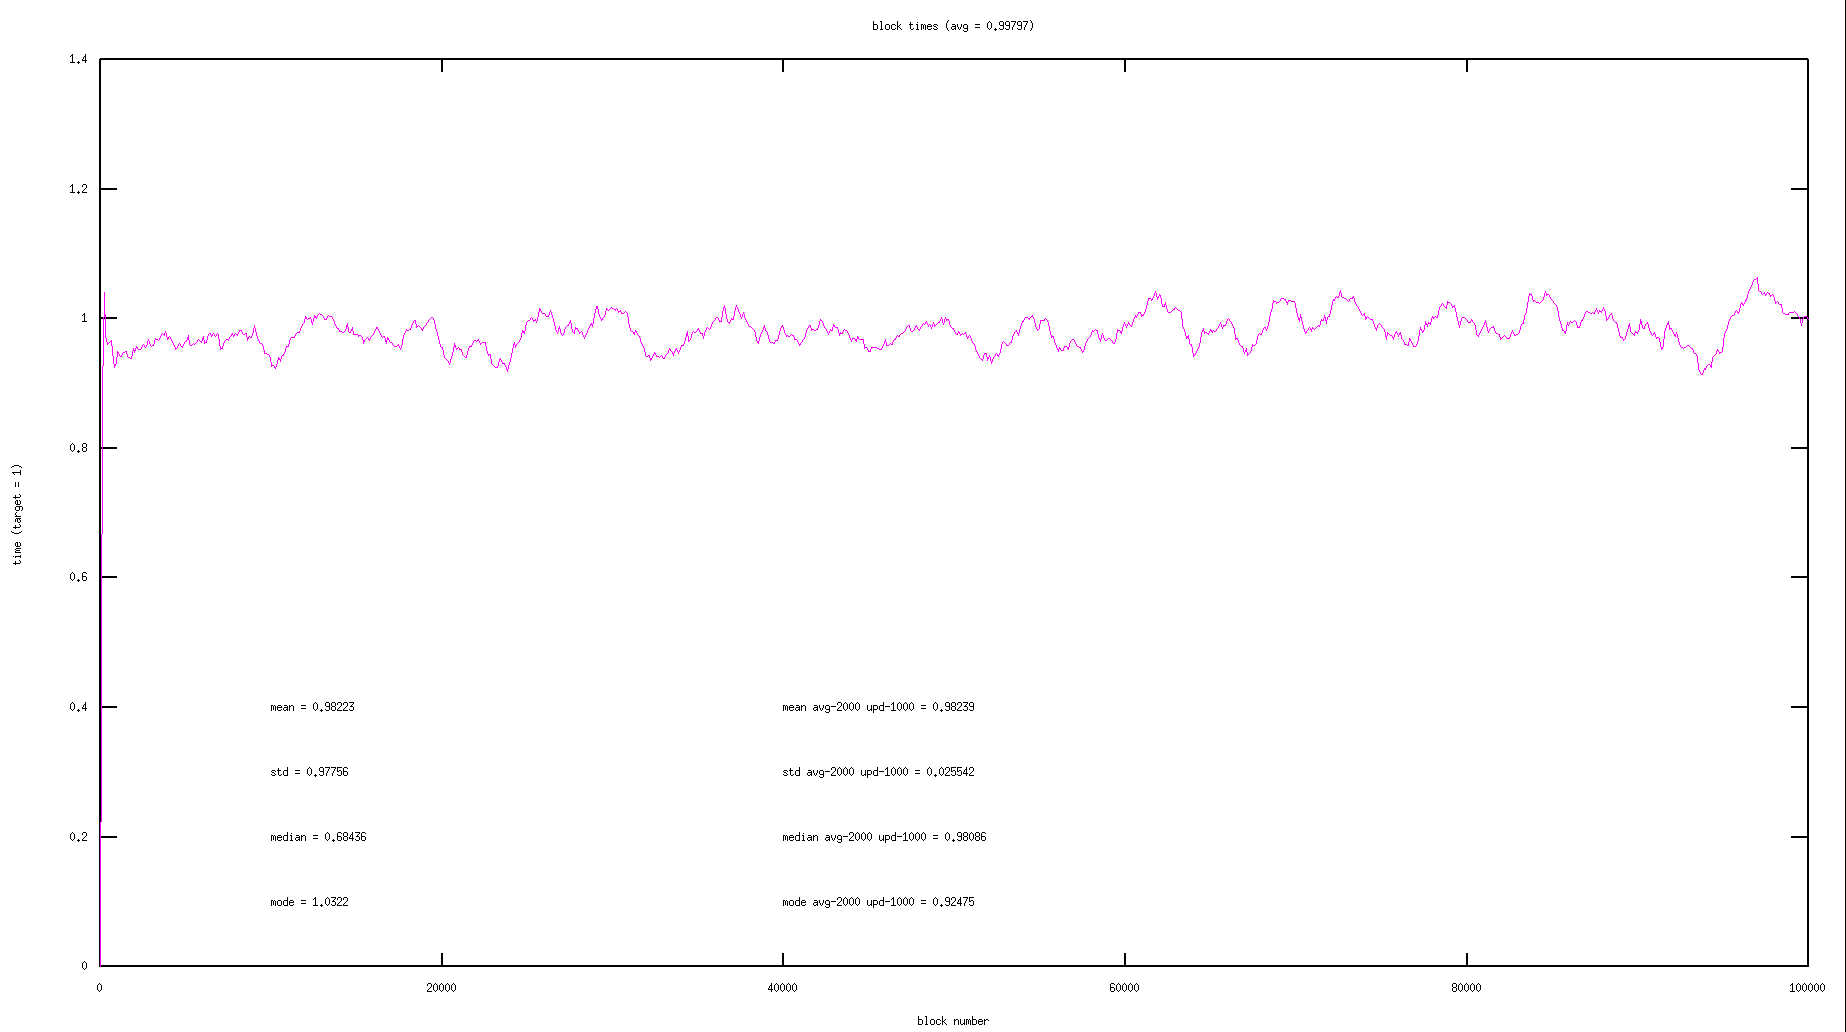 block times (avg = 0.99797)
1.4
1.2
1
0.8
0.6
0.4
0.2
0
time (target = 1)
mean = 0.98223
mean avg-2000 upd-1000 = 0.98239
std = 0.97756
std avg-2000 upd-1000 = 0.025542
median = 0.68436
median avg-2000 upd-1000 = 0.98086
mode = 1.0322
mode avg-2000 upd-1000 = 0.92475
0
20000
40000
60000
80000
100000
block number